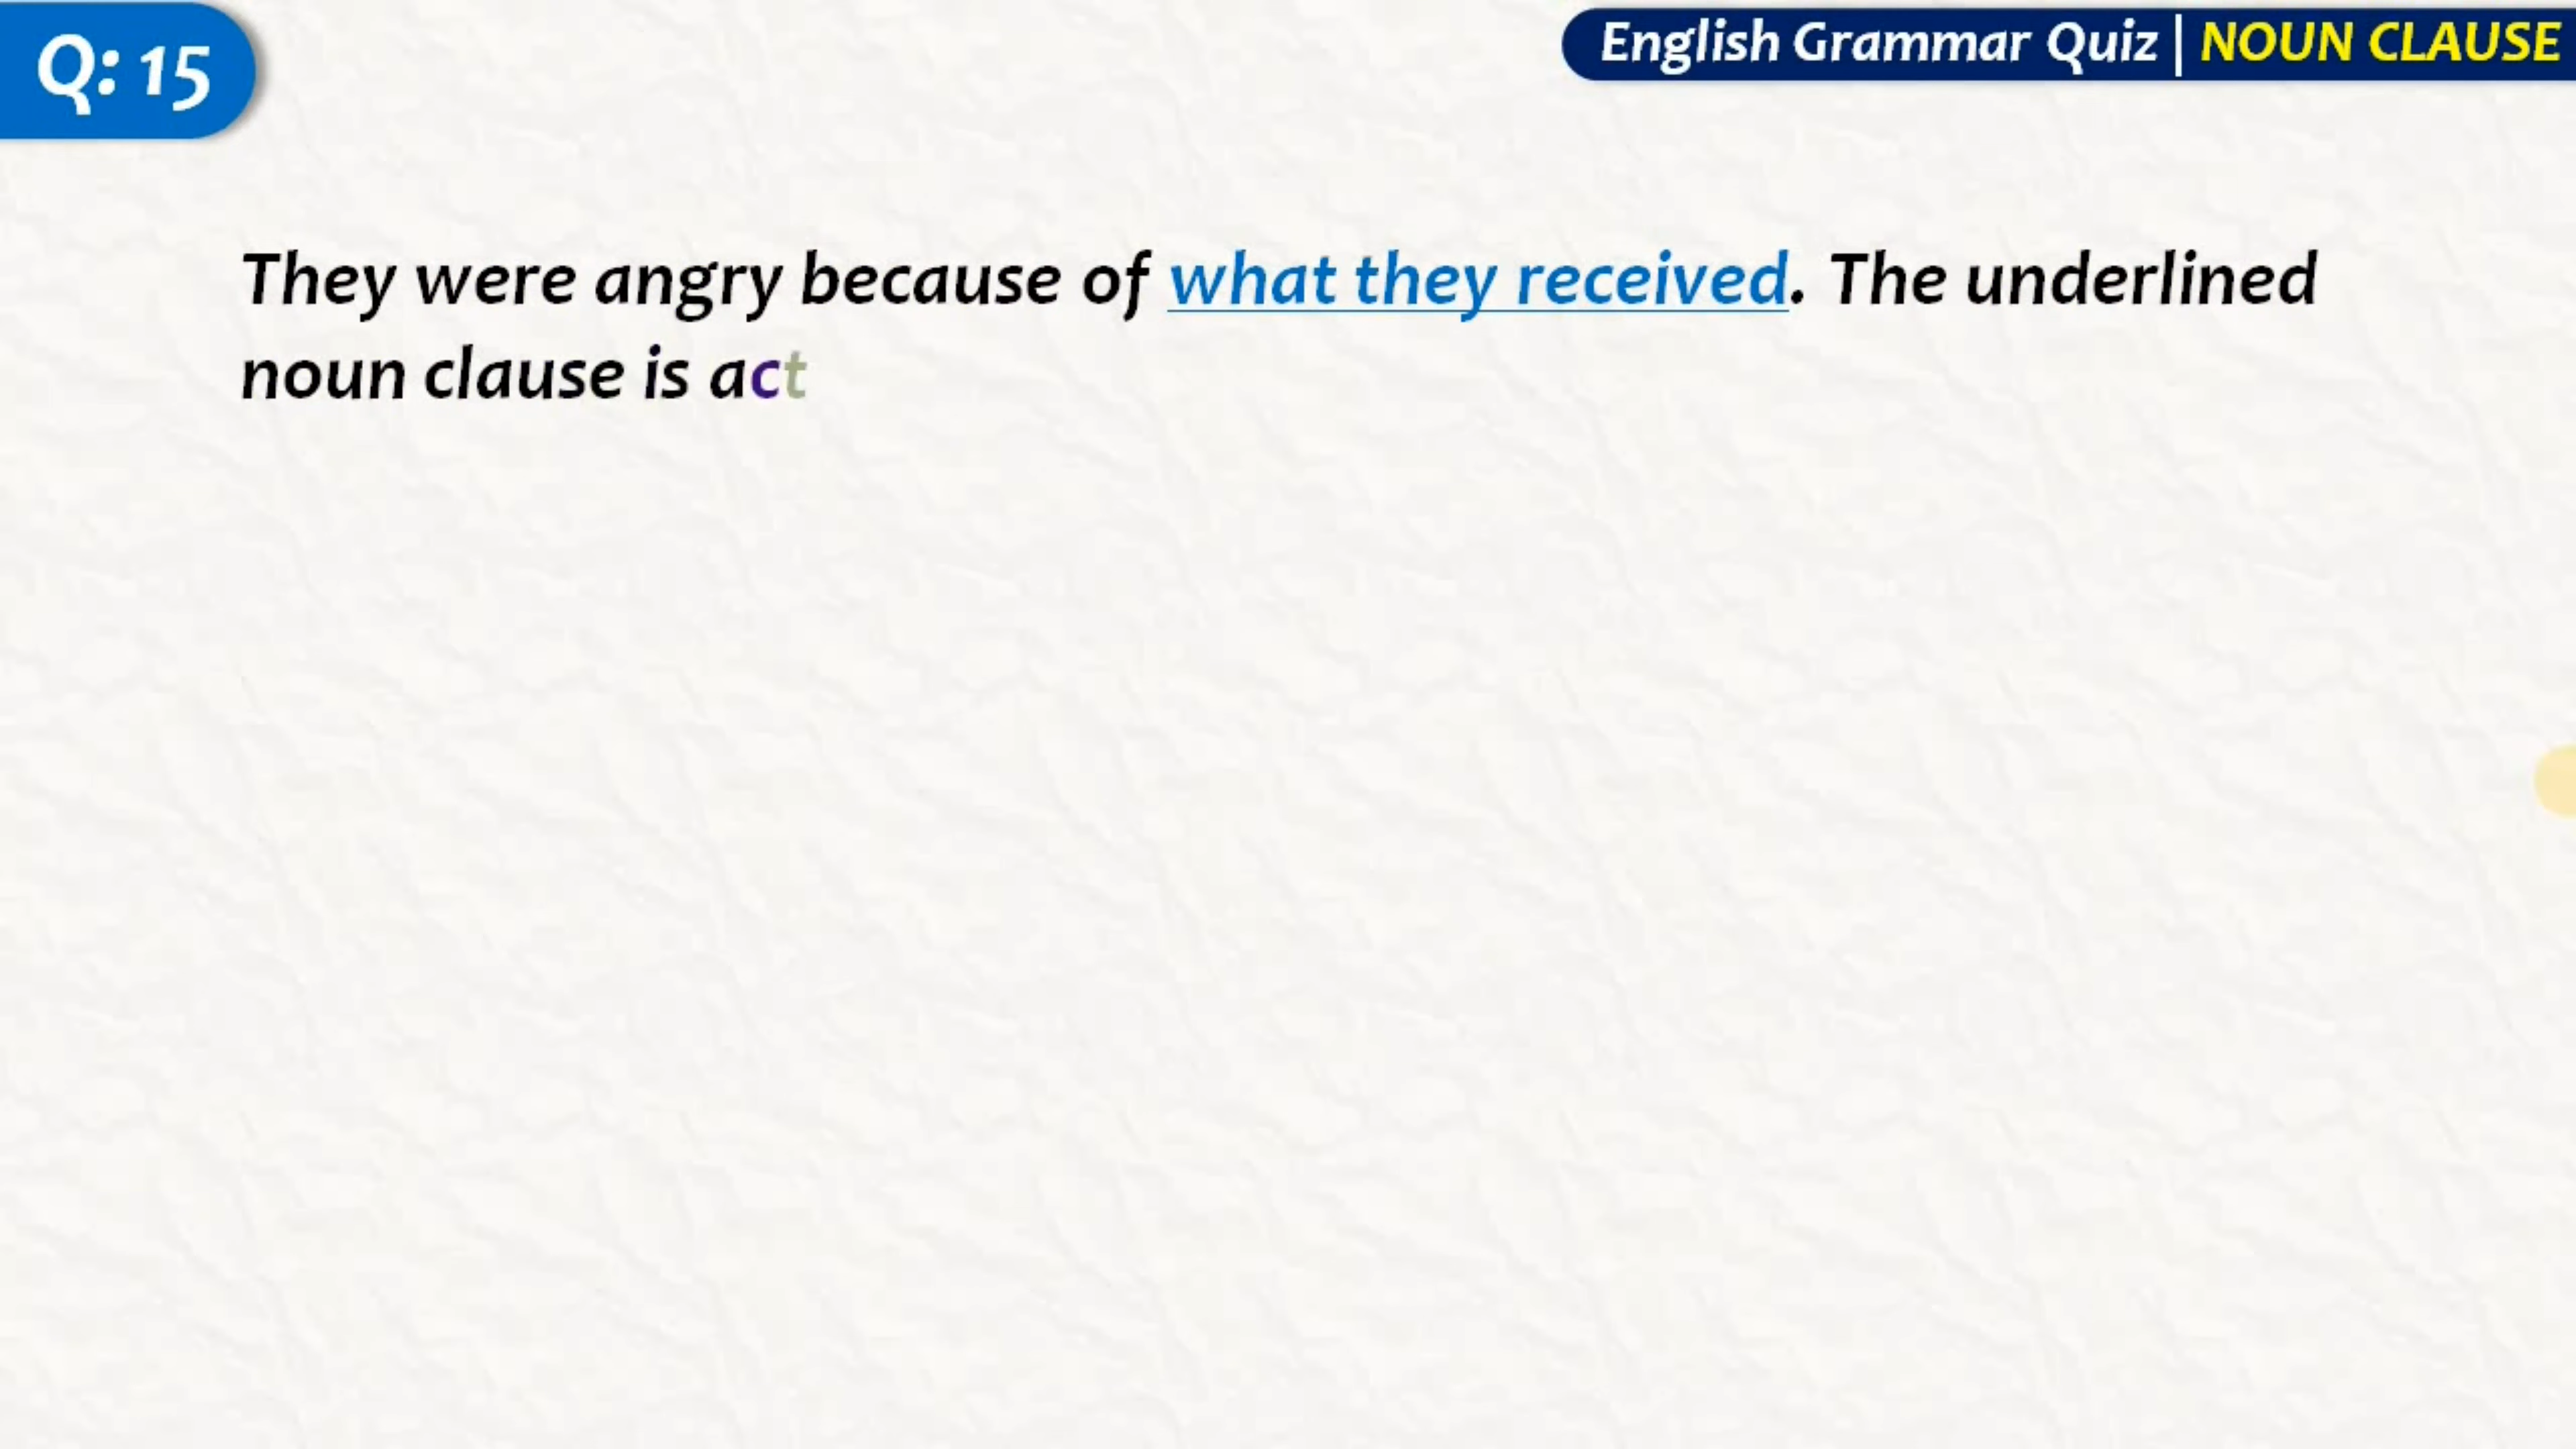 Q: 15
English Grammar Quiz | NOUN CLAUSE
They were angry because of what they received. The underlined
noun clause is act